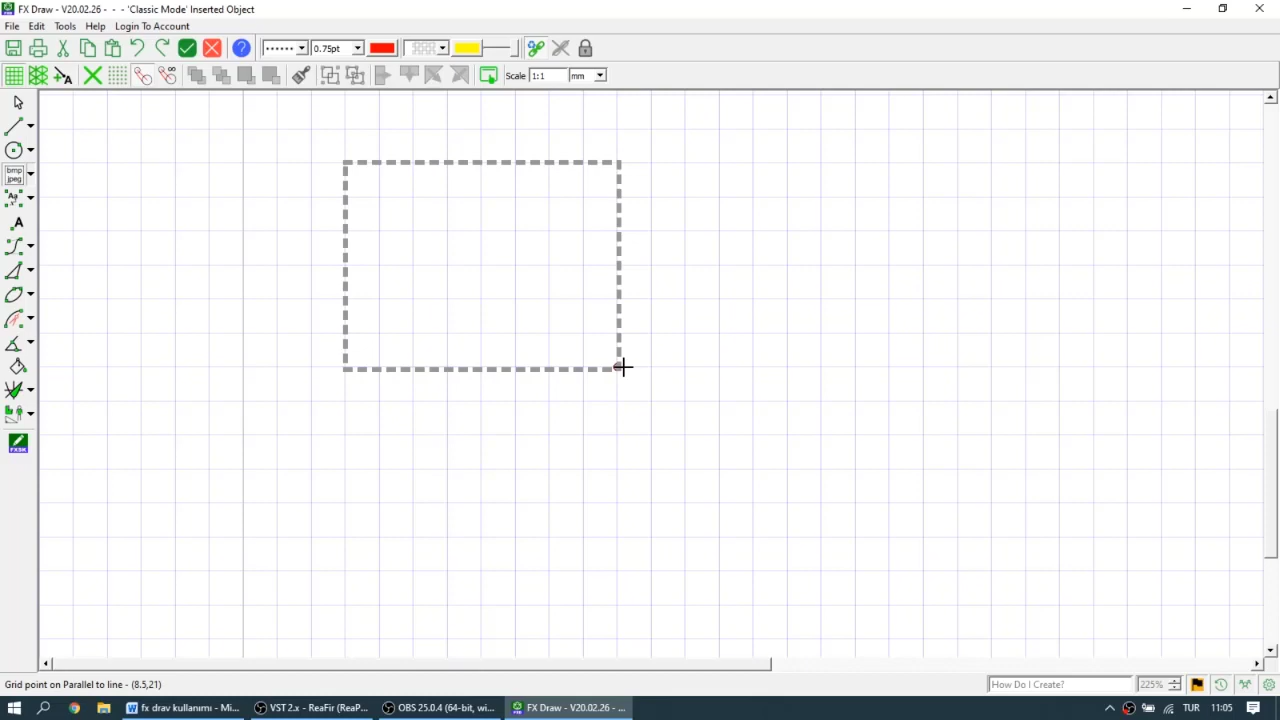 FX Draw - V20.02.26 - - - 'Classic Mode' Inserted Object
File Edit Tools Help Login To Account
0.75pt
Scale 1:1 mm
bmp
jpeg
A
FXSK
Grid point on Parallel to line - (8.5,21)
How Do I Create?
225%
fx drav kullanımı - Mi...
VST 2.x - ReaFir (ReaP...
OBS 25.0.4 (64-bit, wi...
FX Draw - V20.02.26 - ...
TUR
11:05